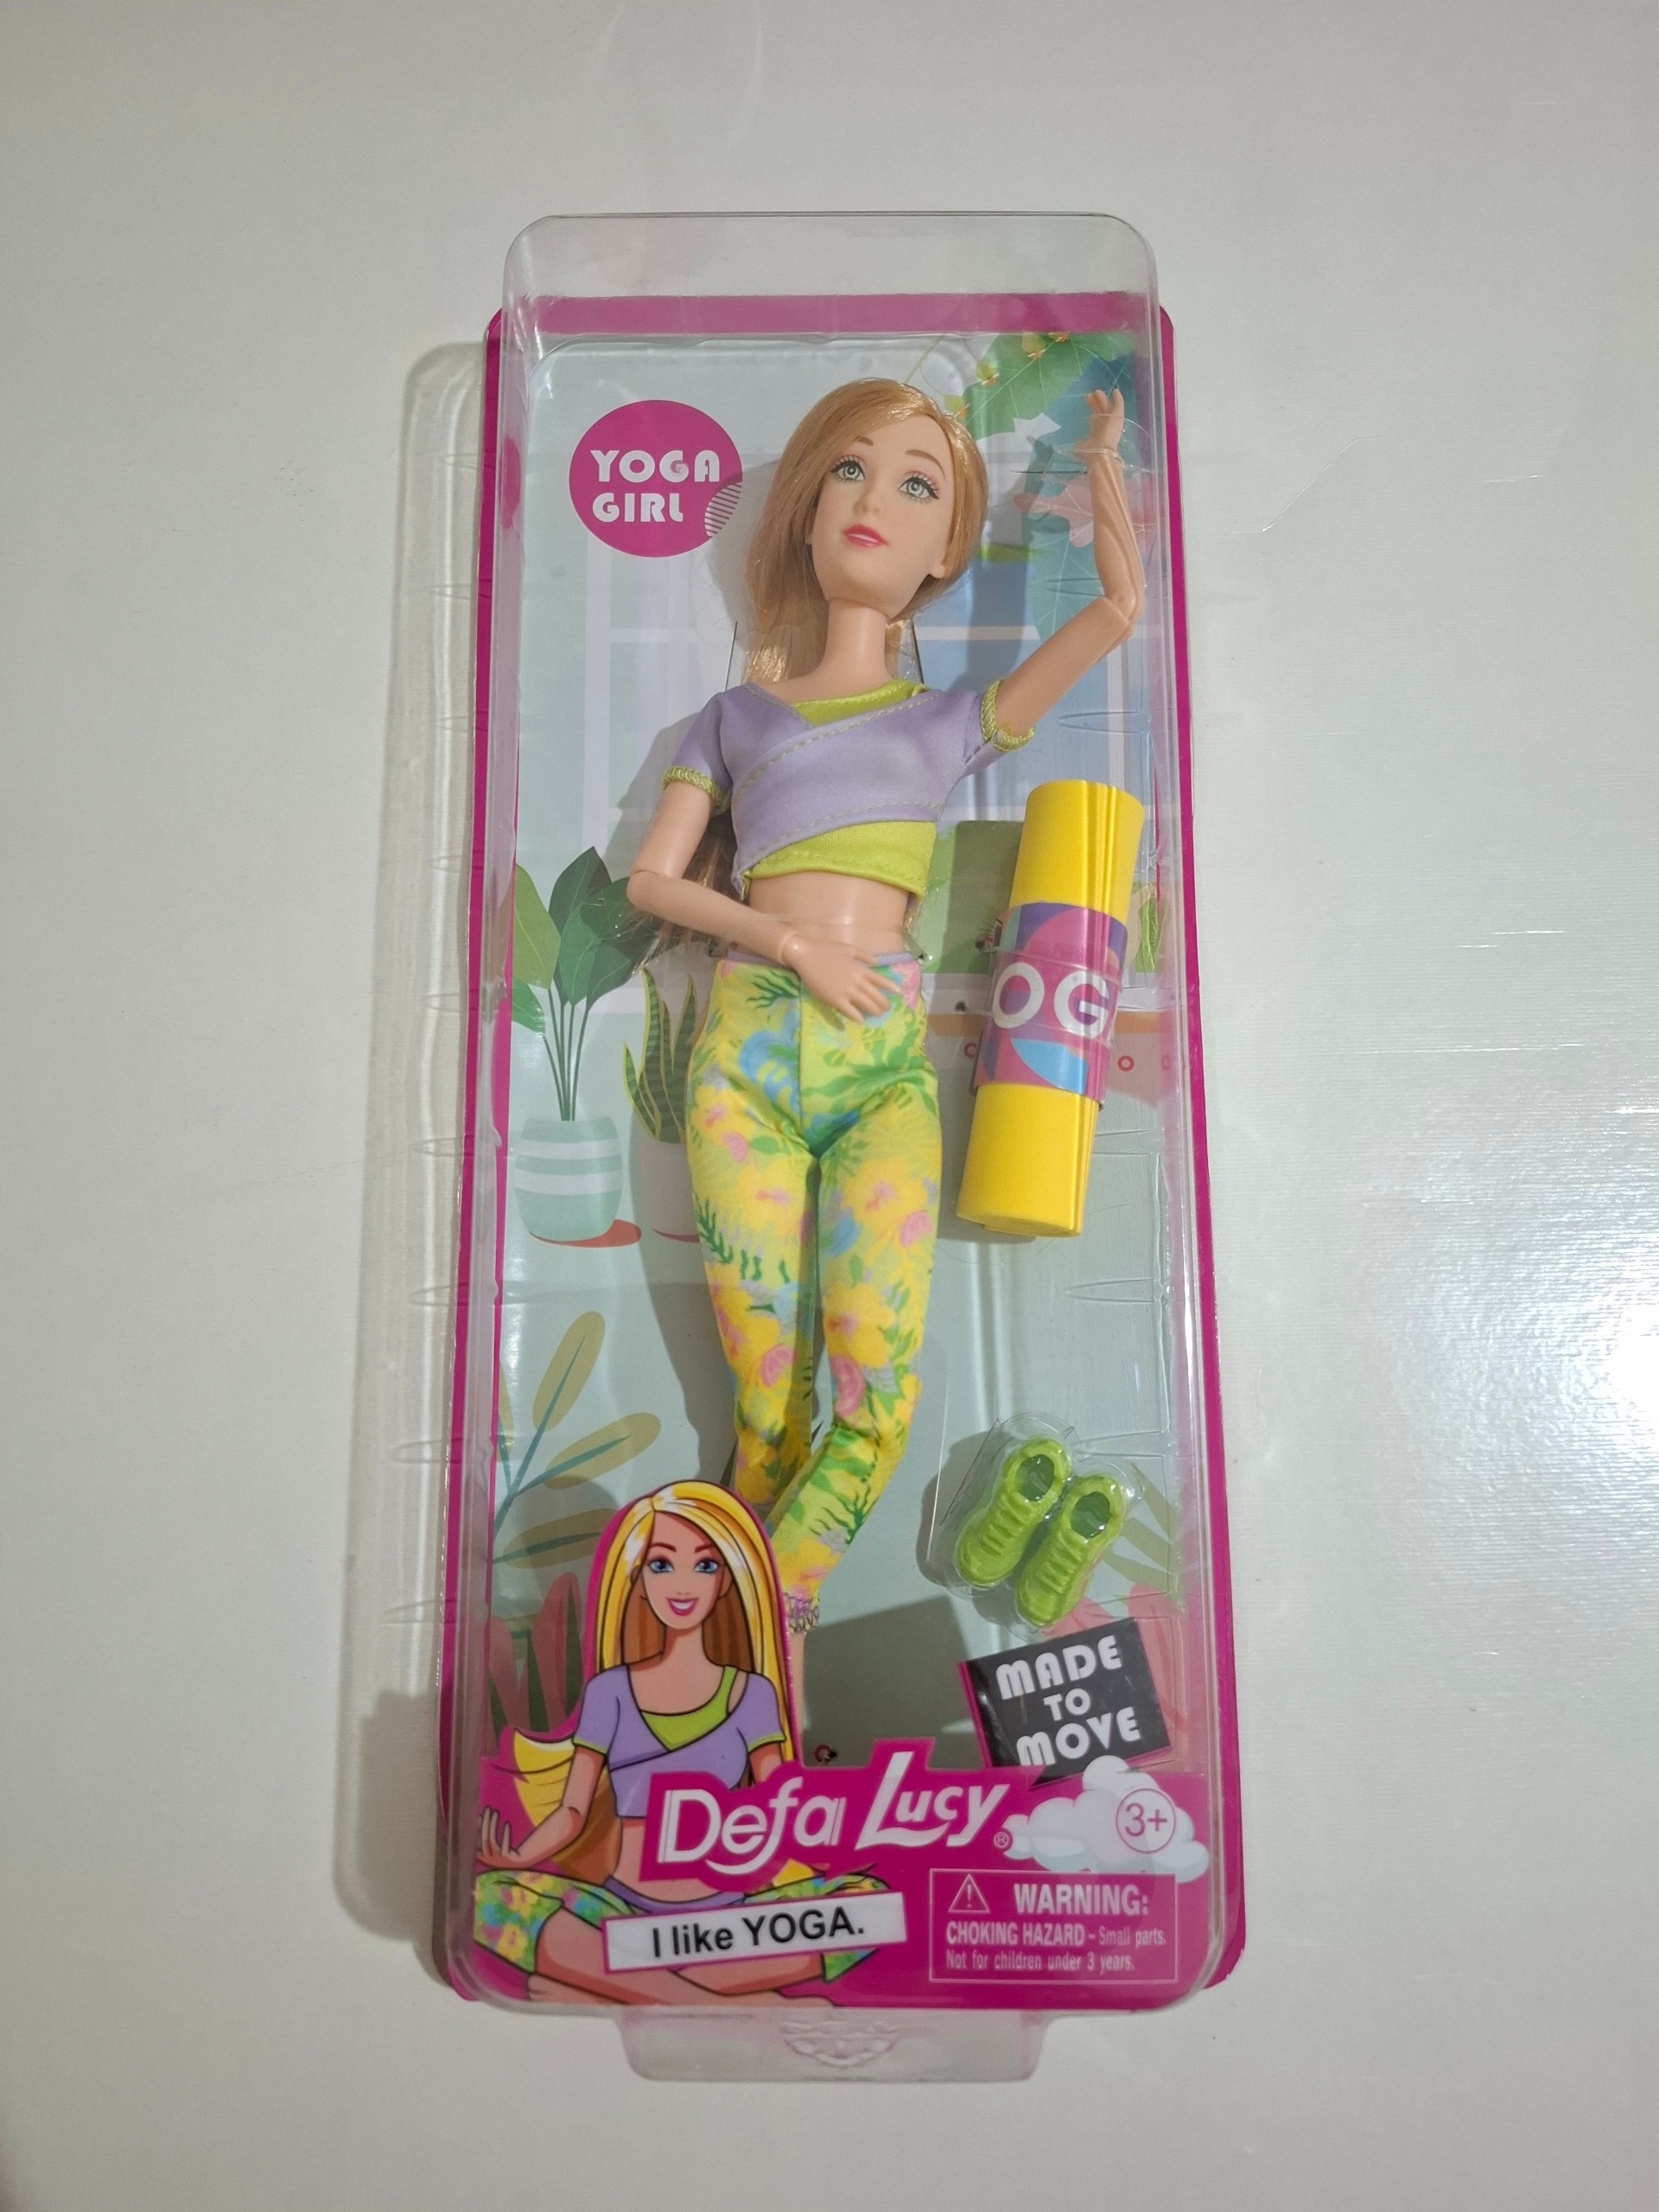 YOGA
GIRL
OG
MADE
TO
MOVE
Defa Lucy®
3+
I like YOGA.
WARNING:
CHOKING HAZARD - Small parts.
Not for children under 3 years.